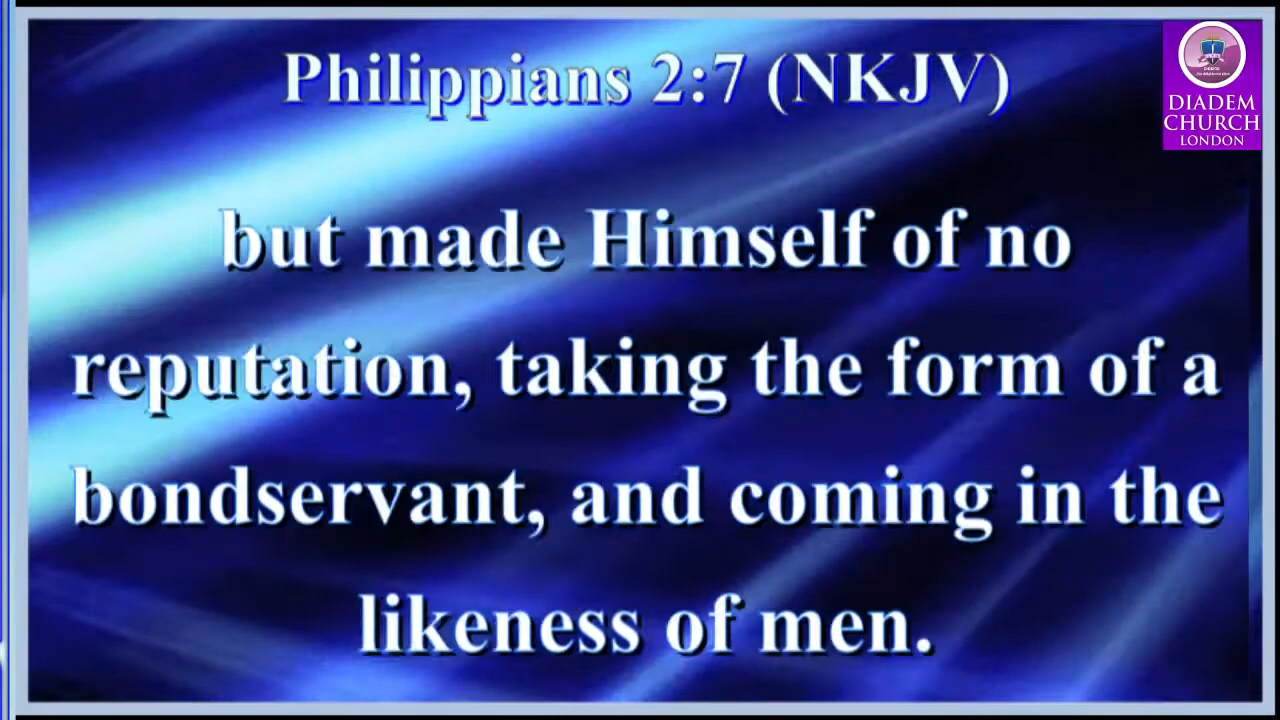 Philippians 2:7 (NKJV)
but made Himself of no
reputation, taking the form of a
bondservant, and coming in the
likeness of men.
DIADEM
CHURCH
LONDON